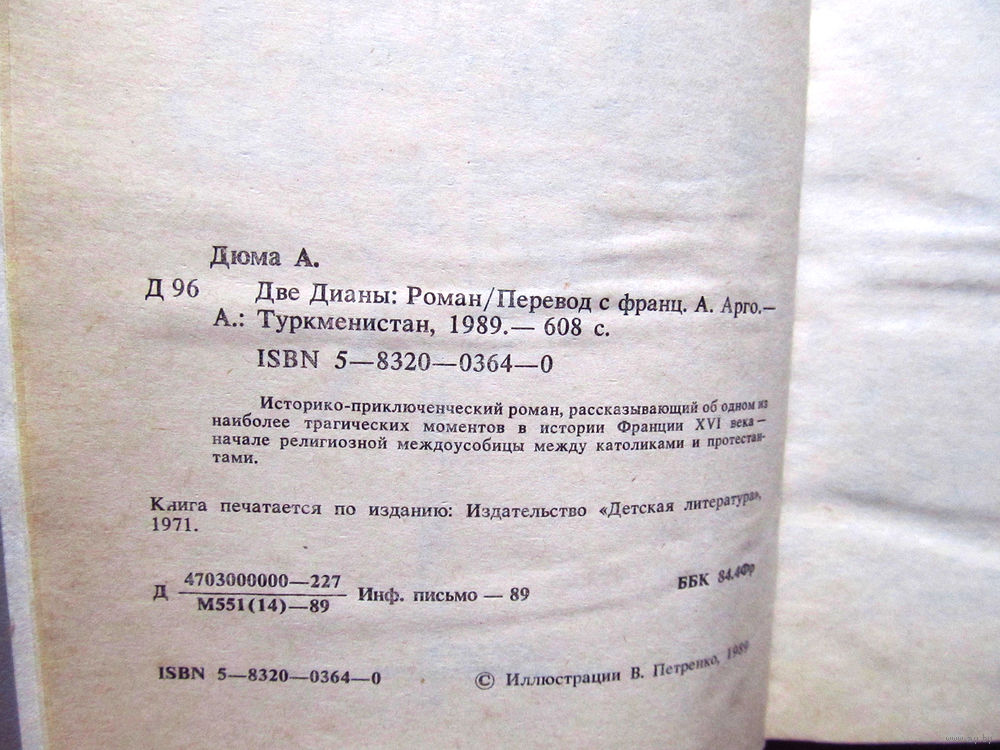 Дюма А.
Д 96 Две Дианы: Роман/Перевод с франц. А. Арго.—
А.: Туркменистан, 1989.— 608 с.
ISBN 5—8320—0364—0
Историко-приключенческий роман, рассказывающий об одном из
наиболее трагических моментов в истории Франции XVI века —
начале религиозной междоусобицы между католиками и протестан-
тами.
Книга печатается по изданию: Издательство «Детская литература»,
1971.
Д 4703000000—227
М551(14)—89
Инф. письмо — 89
ББК 84.4Фр
ISBN 5—8320—0364—0
© Иллюстрации В. Петренко, 1989